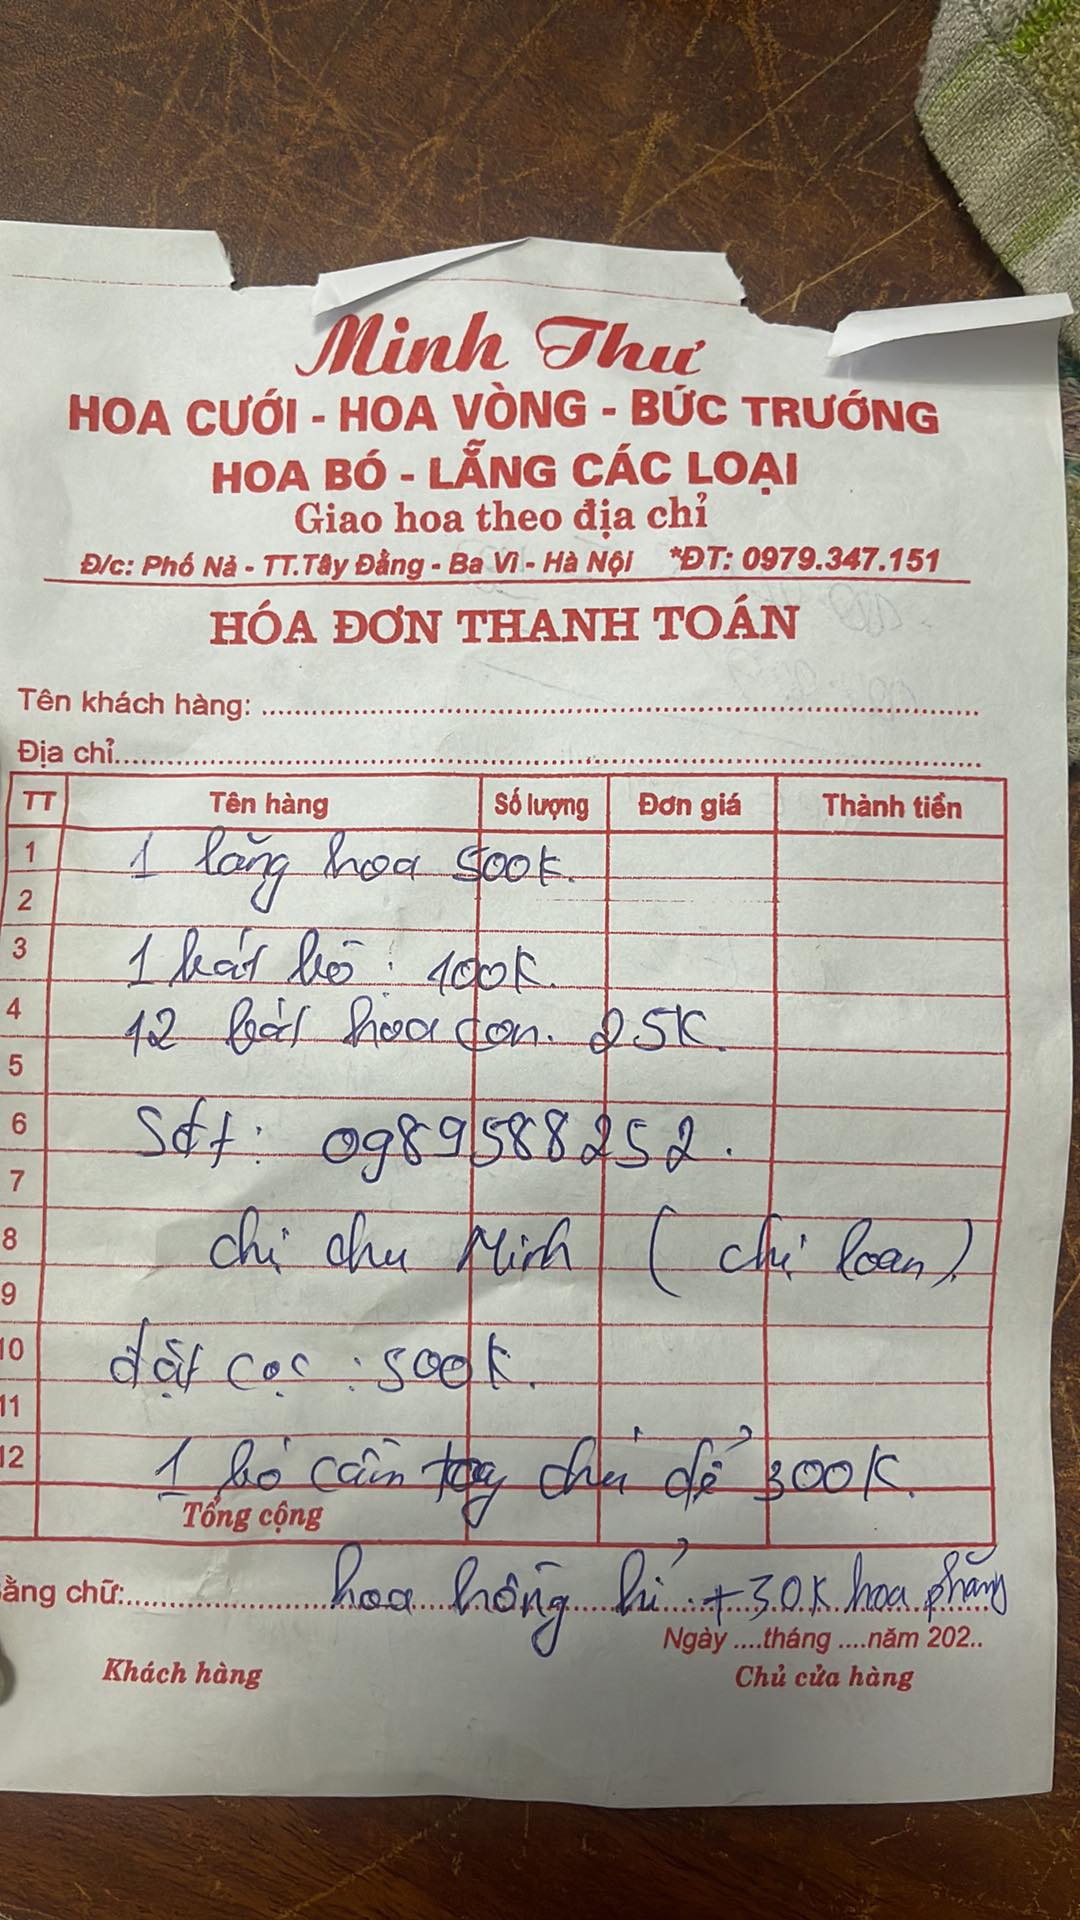 Minh Thư
HOA CƯỚI - HOA VÒNG - BỨC TRƯỚNG
HOA BÓ - LẴNG CÁC LOẠI
Giao hoa theo địa chỉ
Đ/c: Phố Nả - TT.Tây Đằng - Ba Vì - Hà Nội *ĐT: 0979.347.151
HÓA ĐƠN THANH TOÁN
Tên khách hàng:
Địa chỉ
TT Tên hàng Số lượng Đơn giá Thành tiền
1 1 lẵng hoa 500k.
2
3 1 bát bô : 100K.
4 12 bát hoa con. 25K.
5
6 Sđt: 0989588252.
7
8 chị chu Minh (chị loan).
9
10 đặt cọc : 500k.
11
12 1 bó cầm tay chú để 300K.
Tổng cộng
ằng chữ: hoa hồng + 30K hoa
Ngày ....tháng ....năm 202..
Khách hàng Chủ cửa hàng